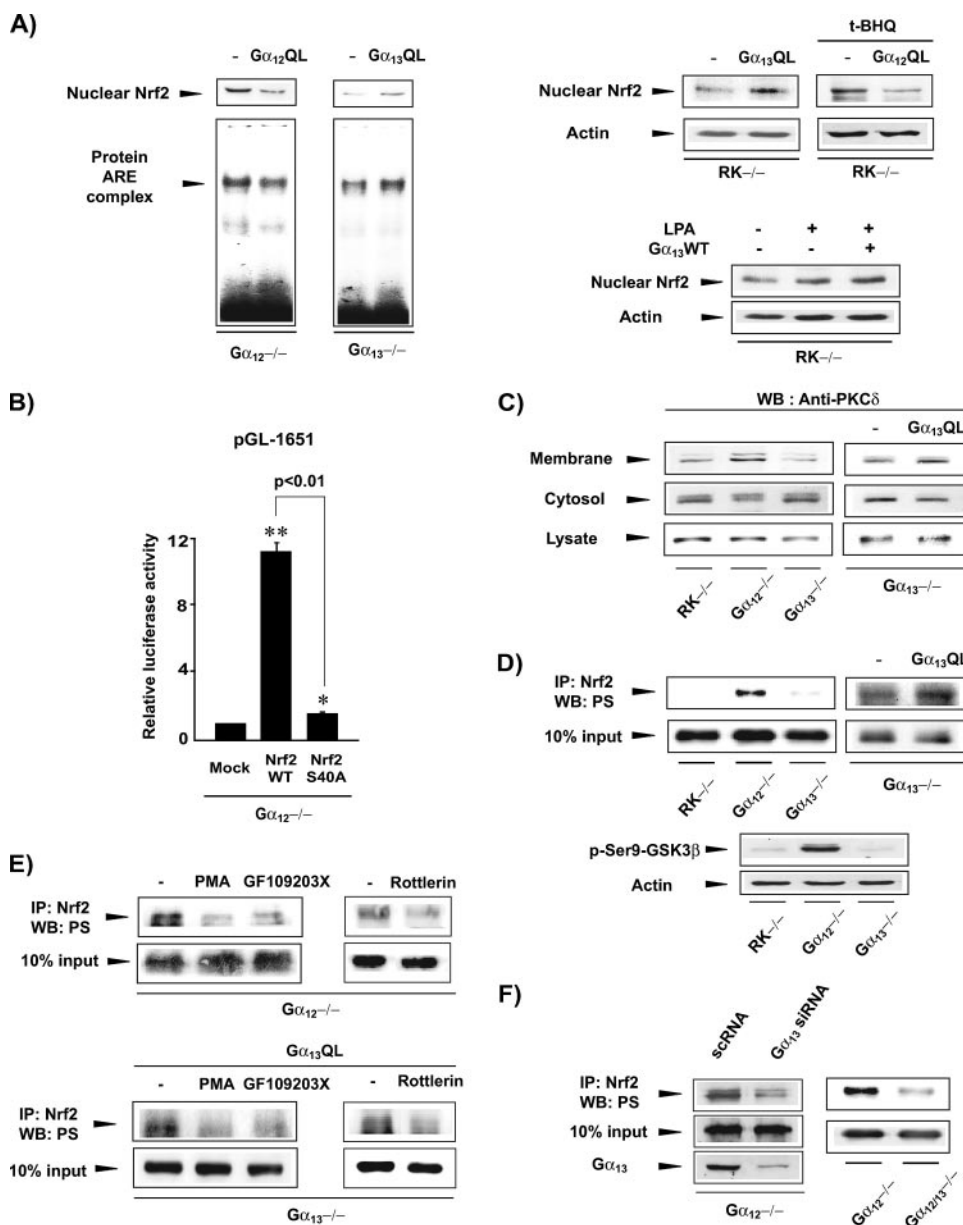 A)
- Gα12QL
- Gα13QL
Nuclear Nrf2
Protein
ARE
complex
Gα12–/–
Gα13–/–
t-BHQ
- Gα13QL
- Gα12QL
Nuclear Nrf2
Actin
RK–/–
RK–/–
LPA - + +
Gα13WT - - +
Nuclear Nrf2
Actin
RK–/–
B)
pGL-1651
p<0.01
Relative luciferase activity
12
8
4
0
**
*
Mock
Nrf2
WT
Nrf2
S40A
Gα12–/–
C)
WB : Anti-PKCδ
- Gα13QL
Membrane
Cytosol
Lysate
RK–/–
Gα12–/–
Gα13–/–
Gα13–/–
D)
- Gα13QL
IP: Nrf2
WB: PS
10% input
RK–/–
Gα12–/–
Gα13–/–
Gα13–/–
p-Ser9-GSK3β
Actin
RK–/–
Gα12–/–
Gα13–/–
E)
- PMA GF109203X
- Rottlerin
IP: Nrf2
WB: PS
10% input
Gα12–/–
Gα13QL
- PMA GF109203X
- Rottlerin
IP: Nrf2
WB: PS
10% input
Gα13–/–
F)
scRNA
Gα13 siRNA
IP: Nrf2
WB: PS
10% input
Gα13
Gα12–/–
Gα12–/–
Gα12/13–/–